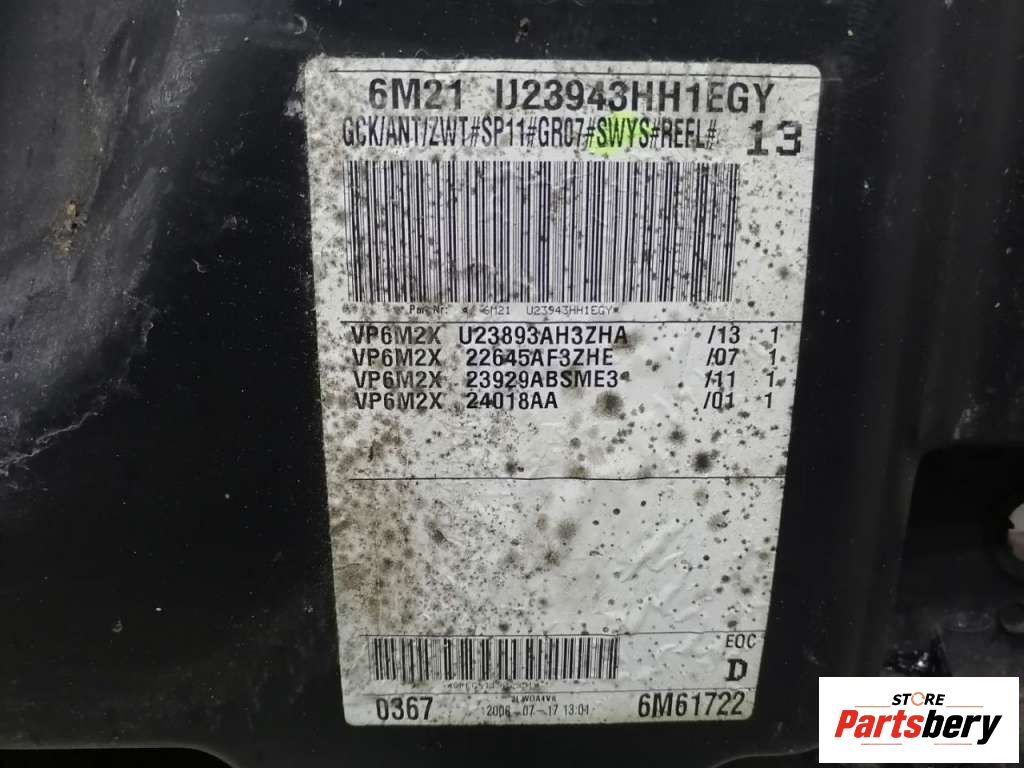 6M21 U23943HH1EGY
GCK/ANT/ZWT#SP11#GR07#SWYS#REFL# 13
Par Nr: 6M21 U23943HH1EGY*
VP6M2X U23893AH3ZHA /13 1
VP6M2X 22645AF3ZHE /07 1
VP6M2X 23929ABSME3 /11 1
VP6M2X 24018AA /01 1
EOC
D
0367 2006-07-17 13:04 6M61722
STORE
Partsbery